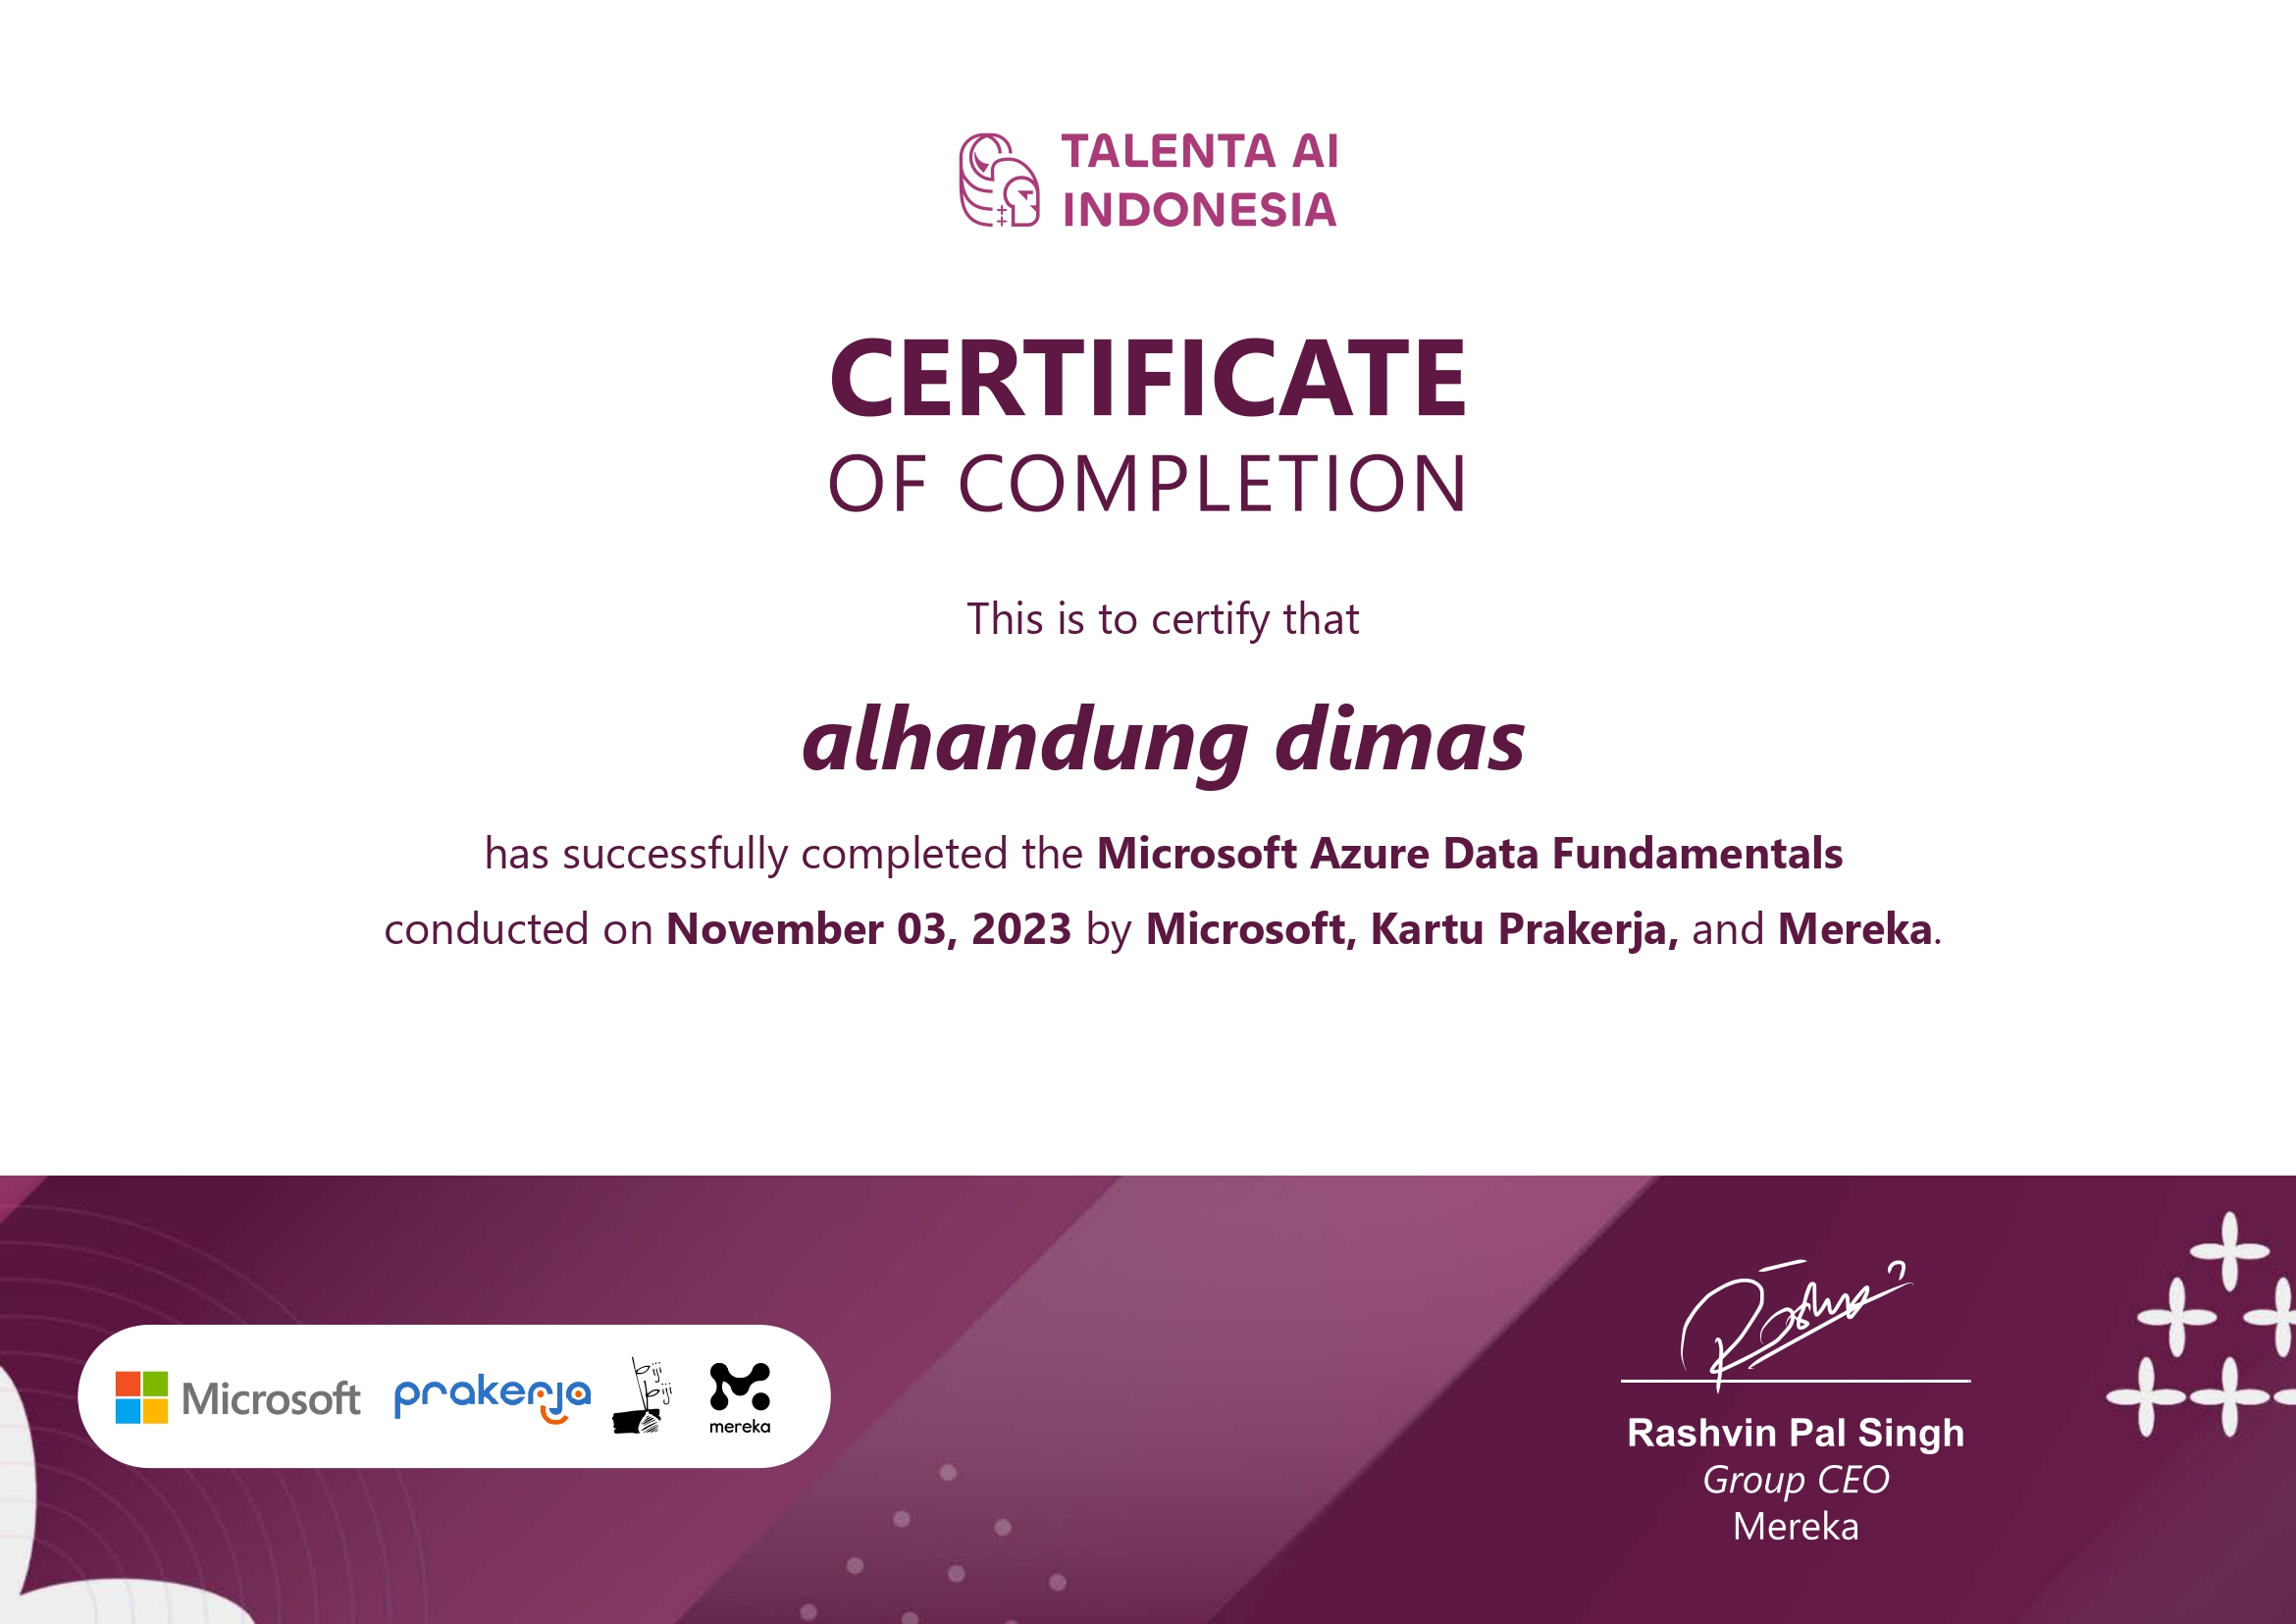 TALENTA AI
INDONESIA
CERTIFICATE
OF COMPLETION
This is to certify that
alhandung dimas
has successfully completed the Microsoft Azure Data Fundamentals
conducted on November 03, 2023 by Microsoft, Kartu Prakerja, and Mereka.
Microsoft
prakerja
mereka
Rashvin Pal Singh
Group CEO
Mereka